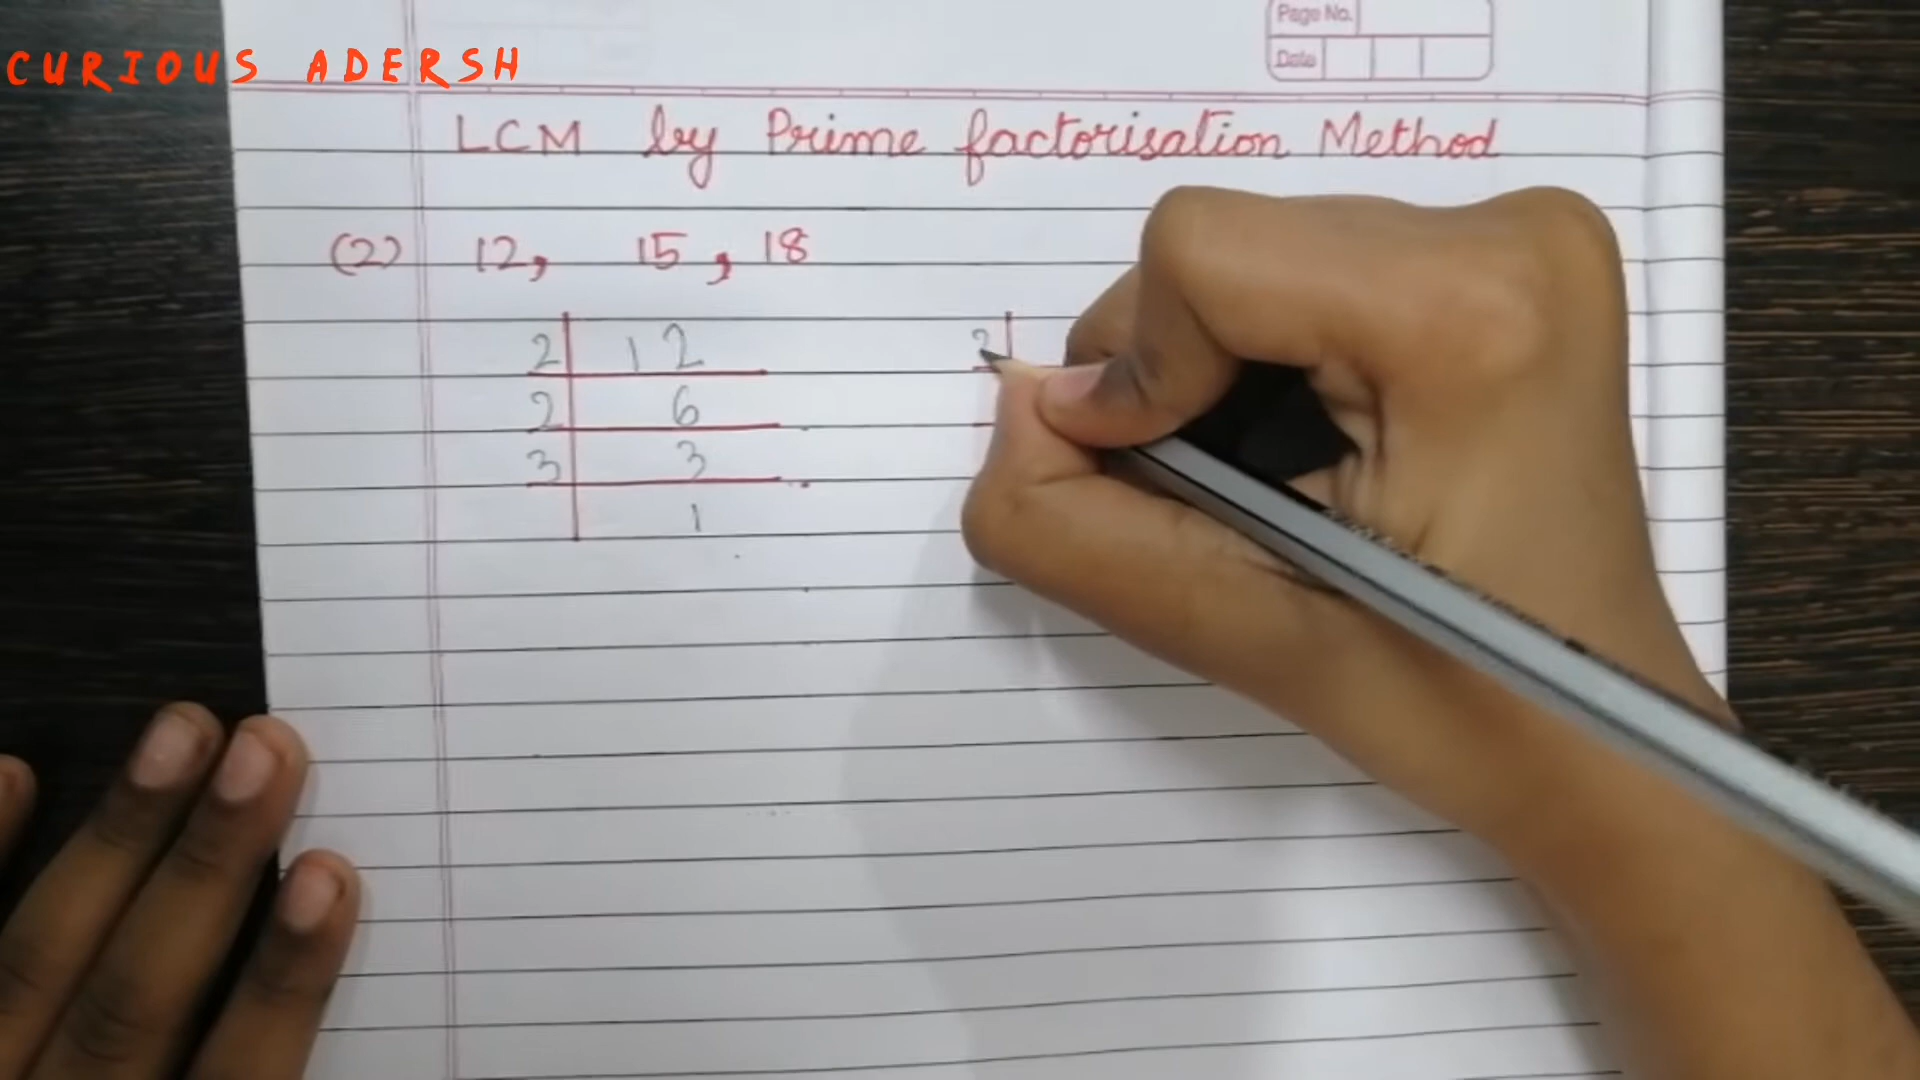 Page No.
CURIOUS ADERSH
Date
LCM by Prime factorisation Method
(2) 12, 15, 18
2 12
2 6
3 3
1